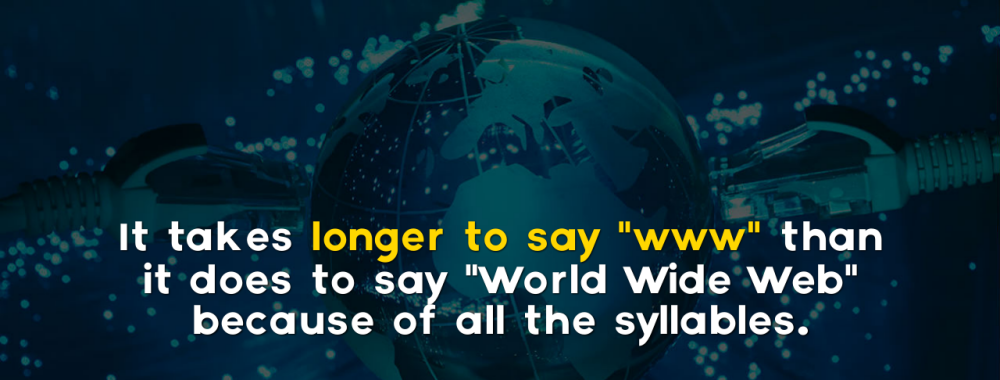 It takes longer to say "www" than
it does to say "World Wide Web"
because of all the syllables.